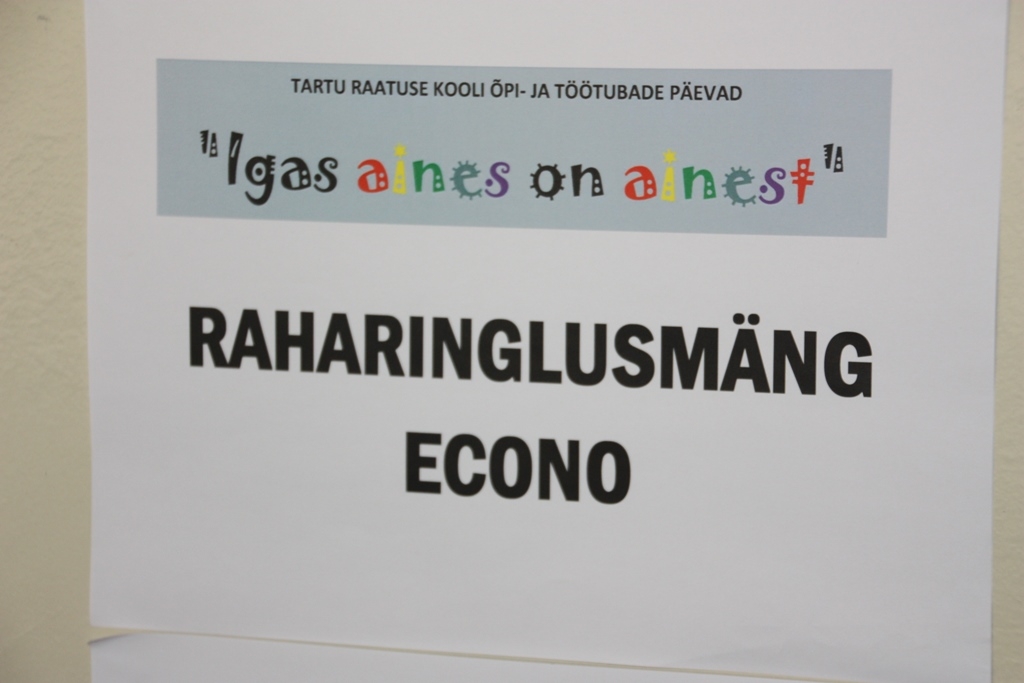 TARTU RAATUSE KOOLI ÕPI- JA TÖÖTUBADE PÄEVAD
"Igas aines on ainest"
RAHARINGLUSMÄNG
ECONO